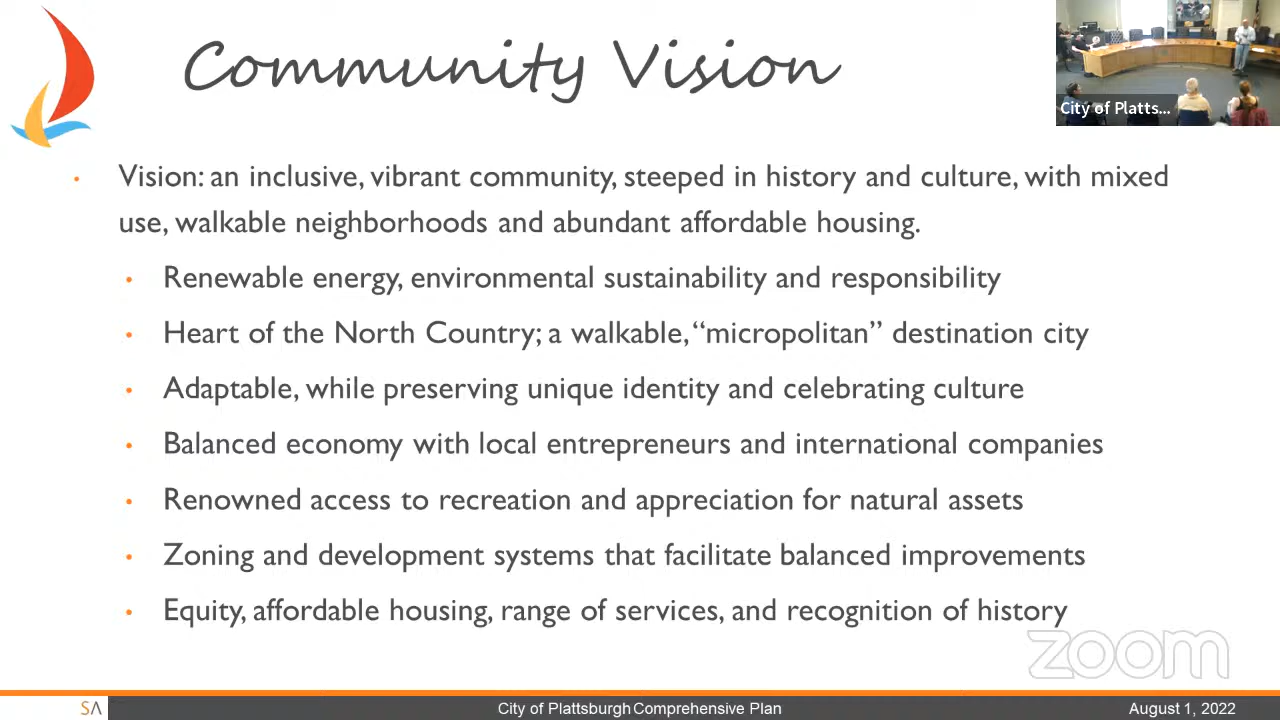 Community Vision
City of Platts...
• Vision: an inclusive, vibrant community, steeped in history and culture, with mixed
use, walkable neighborhoods and abundant affordable housing.
• Renewable energy, environmental sustainability and responsibility
• Heart of the North Country; a walkable, “micropolitan” destination city
• Adaptable, while preserving unique identity and celebrating culture
• Balanced economy with local entrepreneurs and international companies
• Renowned access to recreation and appreciation for natural assets
• Zoning and development systems that facilitate balanced improvements
• Equity, affordable housing, range of services, and recognition of history
zoom
SA
City of Plattsburgh Comprehensive Plan
August 1, 2022